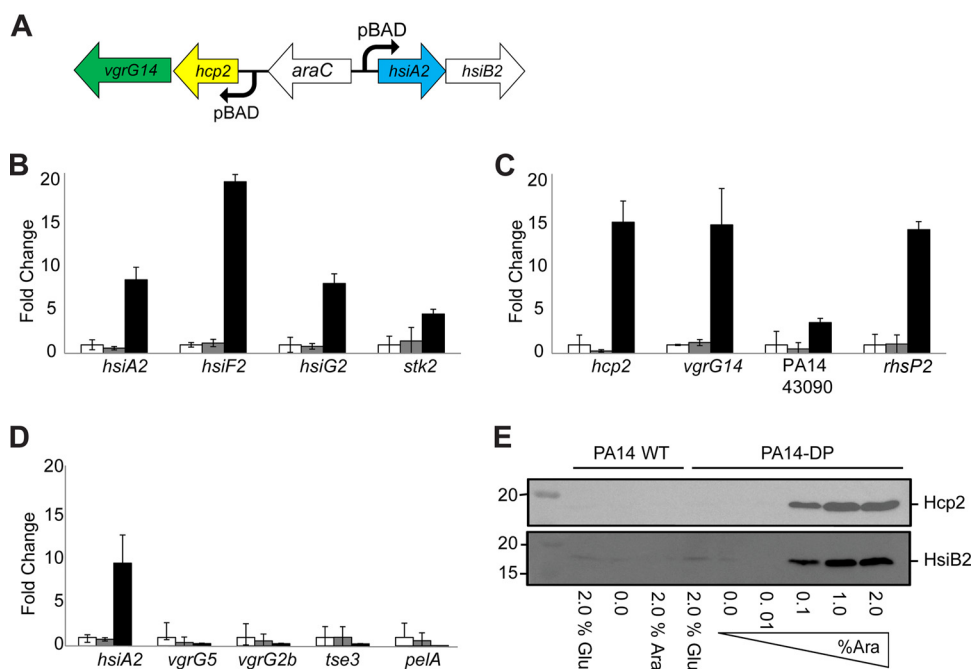 A
pBAD
vgrG14
hcp2
araC
hsiA2
hsiB2
pBAD
B
Fold Change
20
15
10
5
0
hsiA2
hsiF2
hsiG2
stk2
C
Fold Change
20
15
10
5
0
hcp2
vgrG14
PA14
43090
rhsP2
D
Fold Change
20
15
10
5
0
hsiA2
vgrG5
vgrG2b
tse3
pelA
E
PA14 WT
PA14-DP
20
Hcp2
20
15
HsiB2
2.0 % Glu
0.0
2.0 % Ara
2.0 % Glu
0.0
0. 01
0.1
1.0
2.0
%Ara